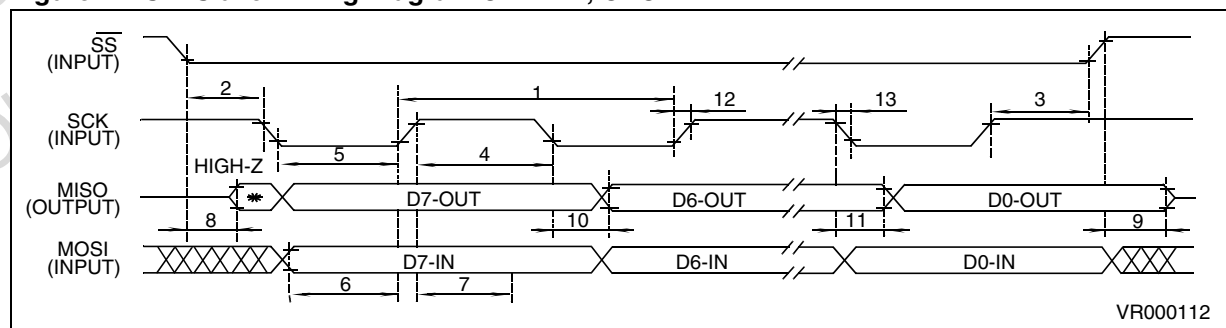 SS
(INPUT)
2
1
12
13
3
SCK
(INPUT)
HIGH-Z
5
4
MISO
(OUTPUT)
*
D7-OUT
D6-OUT
D0-OUT
8
10
11
9
MOSI
(INPUT)
D7-IN
D6-IN
D0-IN
6
7
VR000112